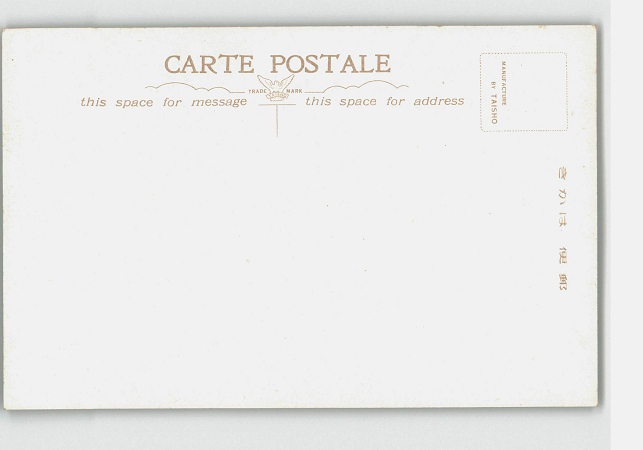 CARTE POSTALE
TRADE MARK
this space for message
this space for address
MANUFACTURE
BY TAISHO
きかは便郵